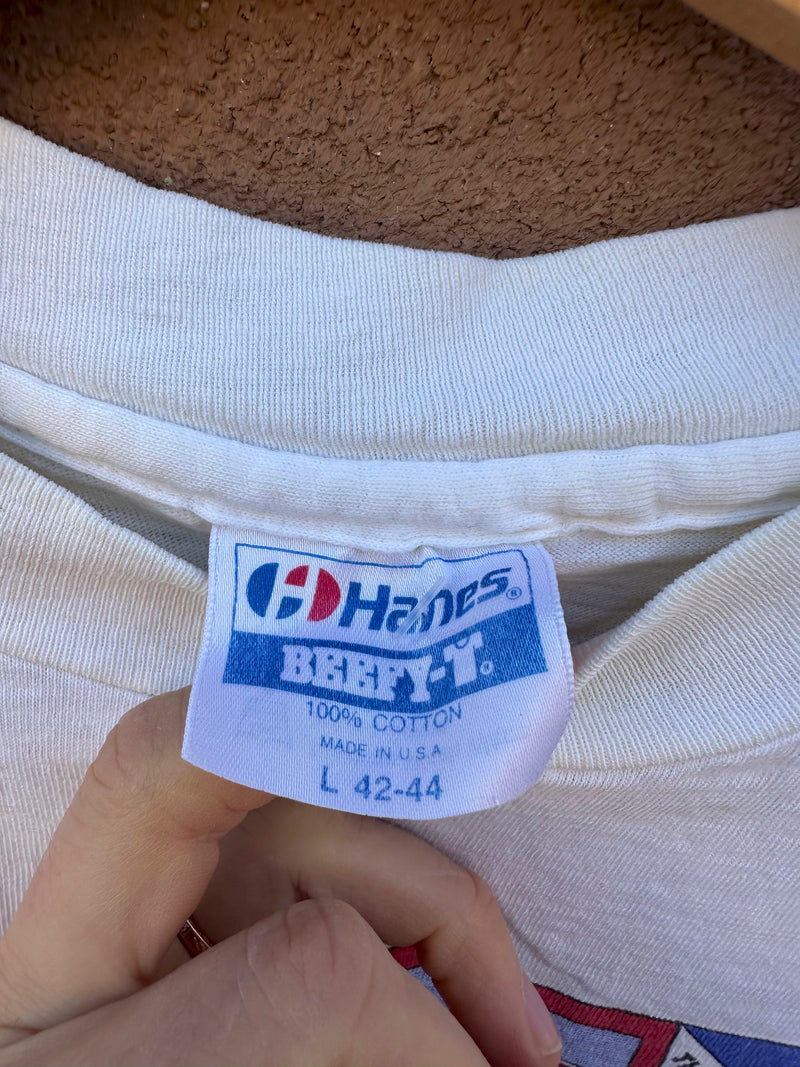 Hanes®
BEEFY-T®
100% COTTON
MADE IN U.S.A
L 42-44